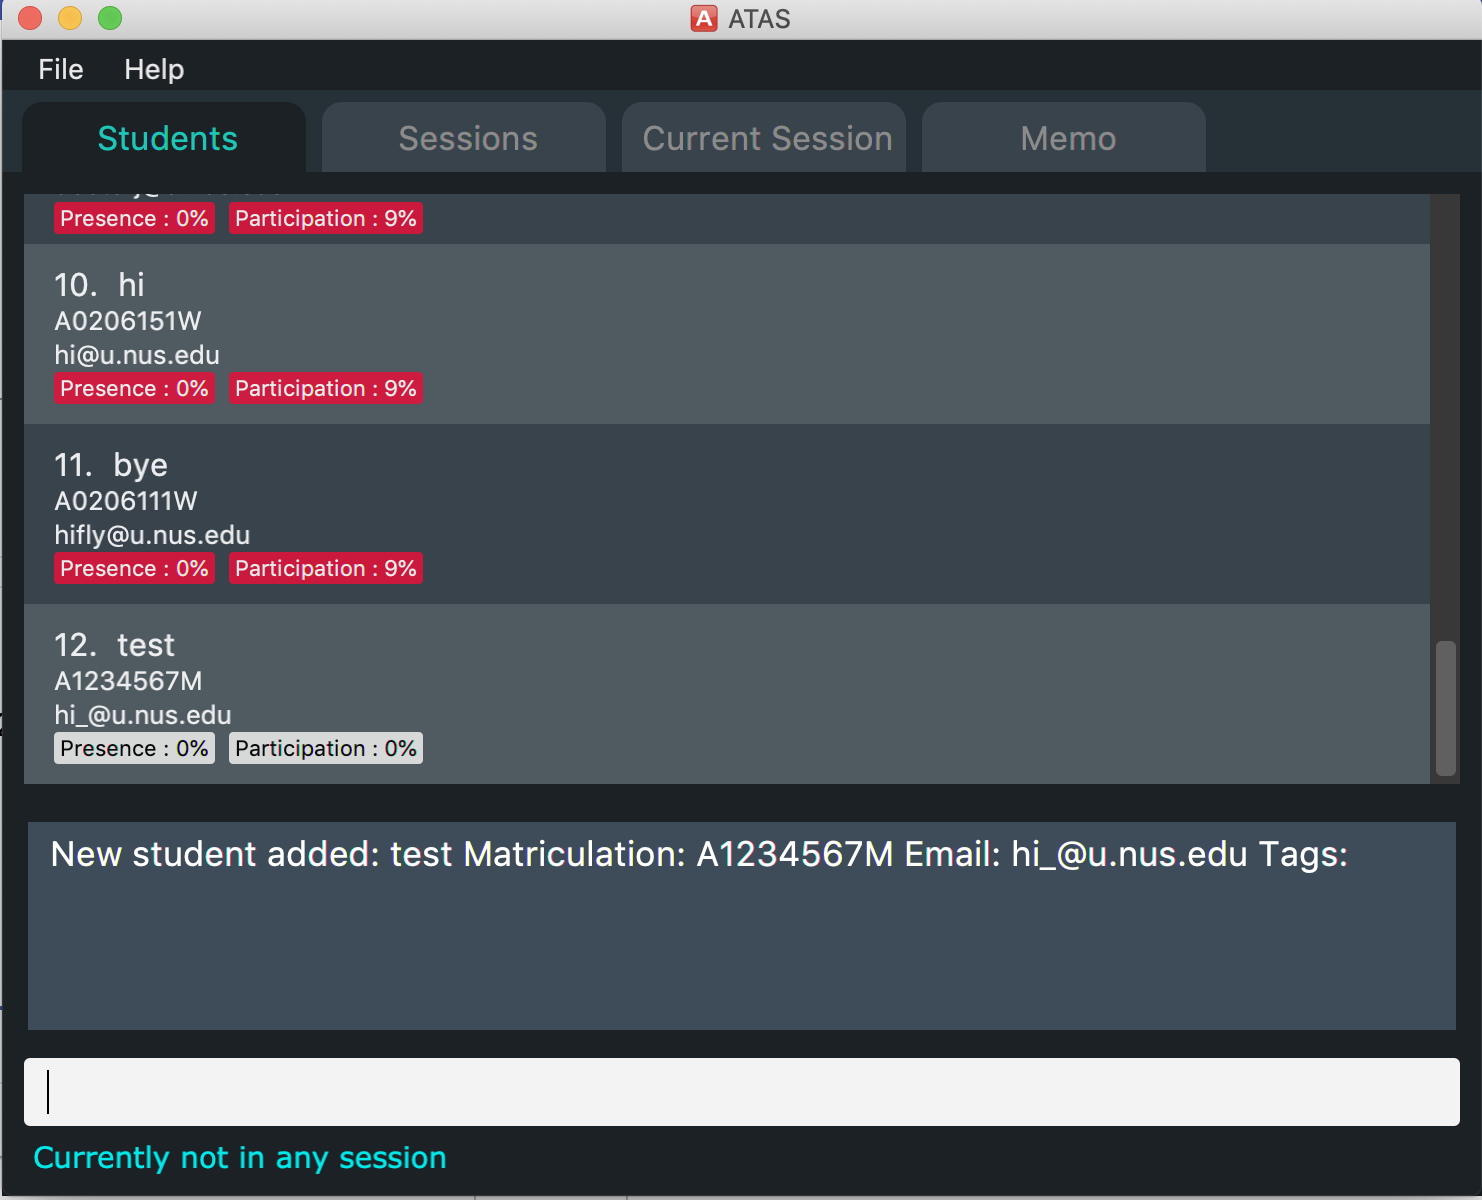 A ATAS
File Help
Students Sessions Current Session Memo
Presence : 0% Participation : 9%
10. hi
A0206151W
hi@u.nus.edu
Presence : 0% Participation : 9%
11. bye
A0206111W
hifly@u.nus.edu
Presence : 0% Participation : 9%
12. test
A1234567M
hi_@u.nus.edu
Presence : 0% Participation : 0%
New student added: test Matriculation: A1234567M Email: hi_@u.nus.edu Tags:
Currently not in any session